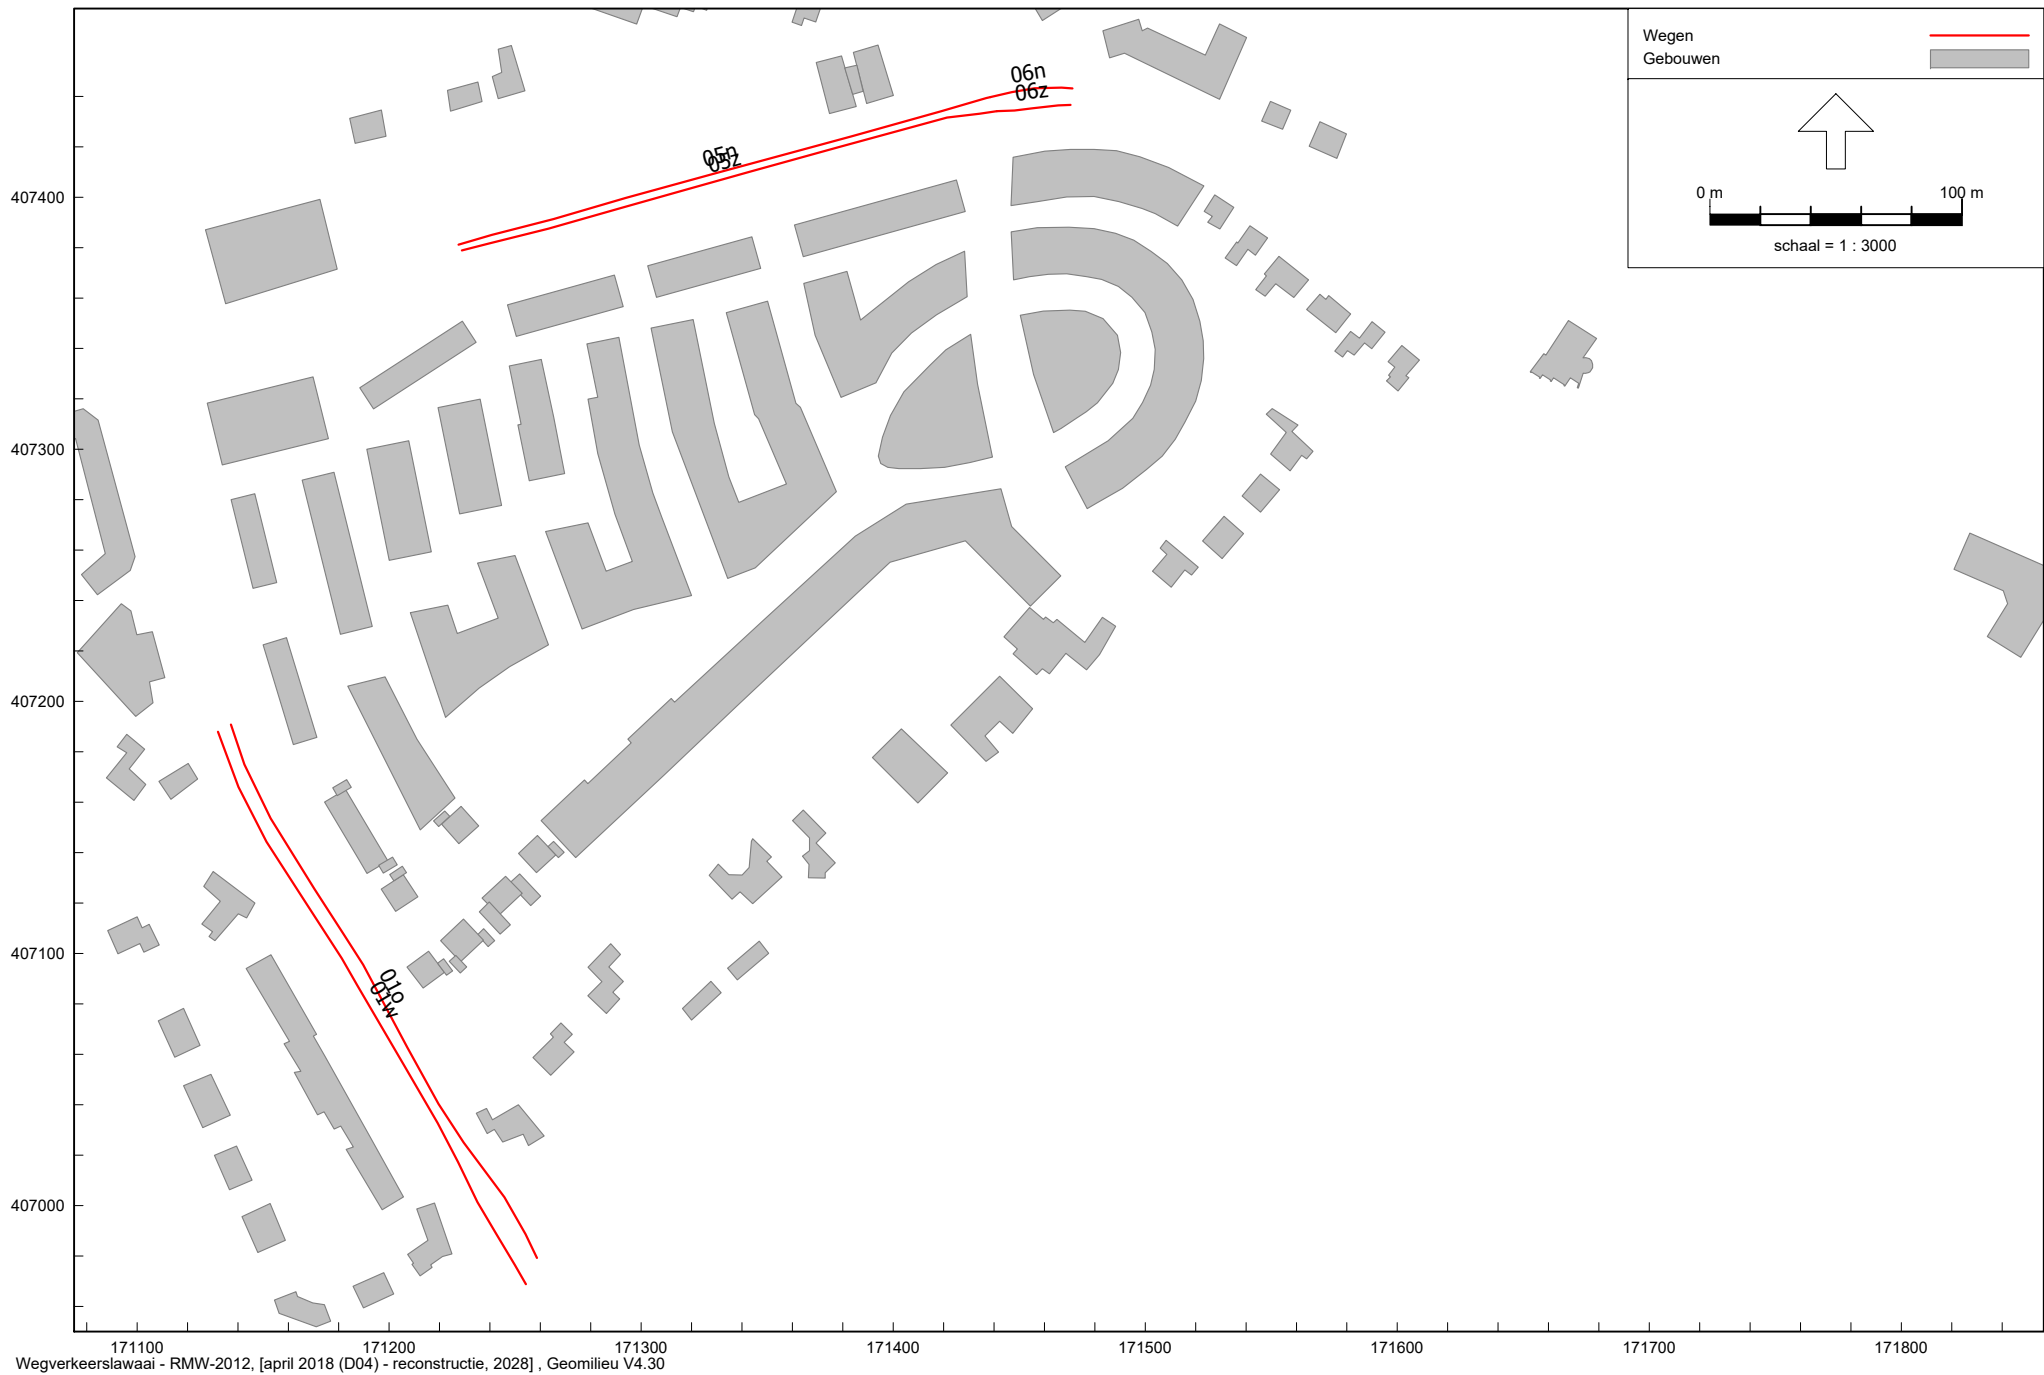 Wegen
Gebouwen
0 m 100 m
schaal = 1 : 3000
06n
06z
05n
05z
01o
01w
407400
407300
407200
407100
407000
171100 171200 171300 171400 171500 171600 171700 171800
Wegverkeerslawaai - RMW-2012, [april 2018 (D04) - reconstructie, 2028] , Geomilieu V4.30